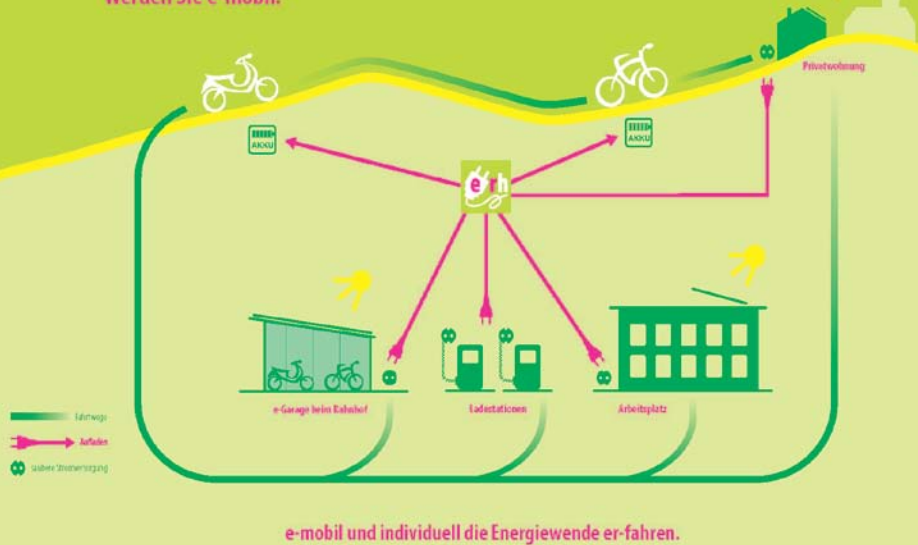 werden Sie e-mobil.
Privatwohnung
AKKU
AKKU
e rh
e-Garage beim Bahnhof
Ladestationen
Arbeitsplatz
Fahrwege
Aufladen
saubere Stromversorgung
e-mobil und individuell die Energiewende er-fahren.